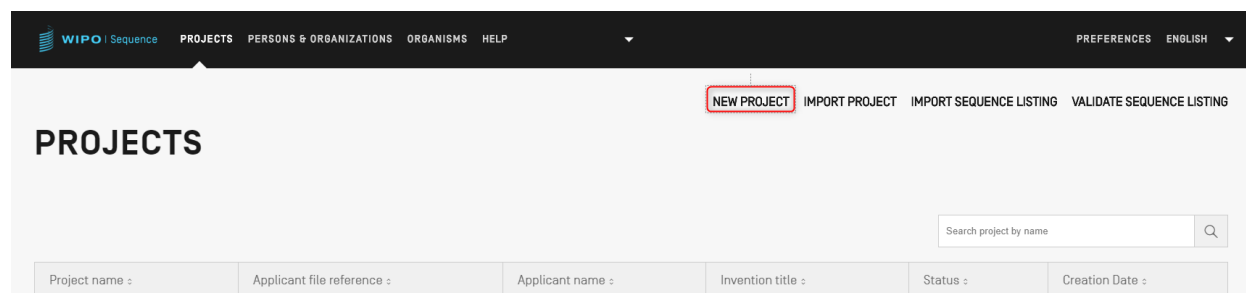 WIPO | Sequence PROJECTS PERSONS & ORGANIZATIONS ORGANISMS HELP PREFERENCES ENGLISH
NEW PROJECT IMPORT PROJECT IMPORT SEQUENCE LISTING VALIDATE SEQUENCE LISTING
PROJECTS
Search project by name
Project name Applicant file reference Applicant name Invention title Status Creation Date